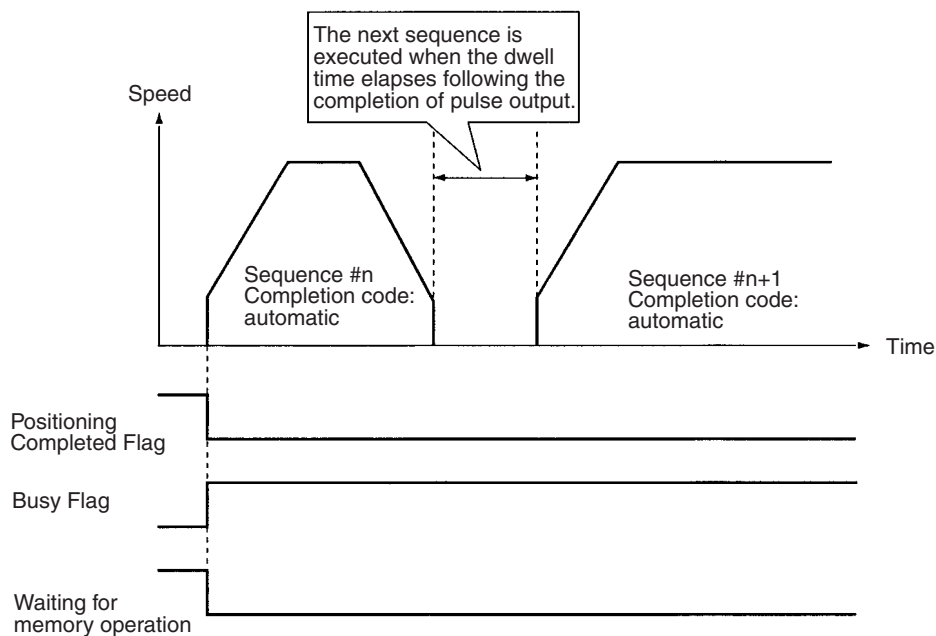 The next sequence is
executed when the dwell
time elapses following the
completion of pulse output.
Speed
Sequence #n
Completion code:
automatic
Sequence #n+1
Completion code:
automatic
Time
Positioning
Completed Flag
Busy Flag
Waiting for
memory operation